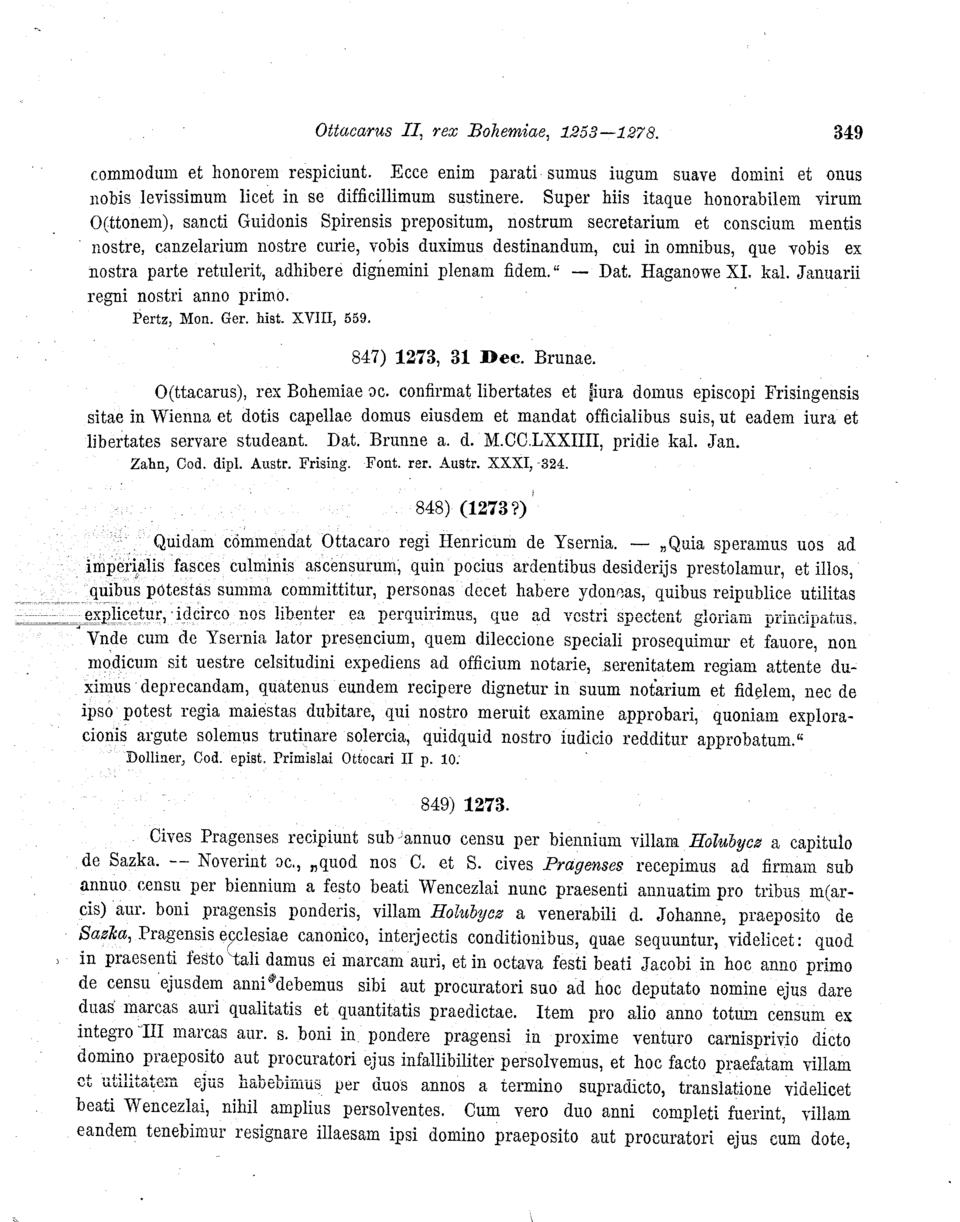 Ottacarus II, rex Bohemiae, 1253—1278. 349
commodum et honorem respiciunt. Ecce enim parati sumus iugum suave domini et onus
nobis levissimum licet in se difficillimum sustinere. Super hiis itaque honorabilem virum
O(ttonem), sancti Guidonis Spirensis prepositum, nostrum secretarium et conscium mentis
nostre, canzelarium nostre curie, vobis duximus destinandum, cui in omnibus, que vobis ex
nostra parte retulerit, adhibere dignemini plenam fidem.“ — Dat. Haganowe XI. kal. Januarii
regni nostri anno primo.
Pertz, Mon. Ger. hist. XVIII, 559.
847) 1273, 31 Dec. Brunae.
O(ttacarus), rex Bohemiae ɔc. confirmat libertates et iura domus episcopi Frisingensis
sitae in Wienna et dotis capellae domus eiusdem et mandat officialibus suis, ut eadem iura et
libertates servare studeant. Dat. Brunne a. d. M.CC.LXXIIII, pridie kal. Jan.
Zahn, Cod. dipl. Austr. Frising. Font. rer. Austr. XXXI, 324.
848) (1273?)
Quidam commendat Ottacaro regi Henricum de Ysernia. — „Quia speramus uos ad
imperialis fasces culminis ascensurum, quin pocius ardentibus desiderijs prestolamur, et illos,
quibus potestas summa committitur, personas decet habere ydoneas, quibus reipublice utilitas
explicetur, idcirco nos libenter ea perquirimus, que ad vestri spectent gloriam principatus.
Vnde cum de Ysernia lator presencium, quem dileccione speciali prosequimur et fauore, non
modicum sit uestre celsitudini expediens ad officium notarie, serenitatem regiam attente du-
ximus deprecandam, quatenus eundem recipere dignetur in suum notarium et fidelem, nec de
ipso potest regia maiestas dubitare, qui nostro meruit examine approbari, quoniam explora-
cionis argute solemus trutinare solercia, quidquid nostro iudicio redditur approbatum.“
Dolliner, Cod. epist. Primislai Ottocari II p. 10.
849) 1273.
Cives Pragenses recipiunt sub annuo censu per biennium villam Holubycz a capitulo
de Sazka. — Noverint ɔc., „quod nos C. et S. cives Pragenses recepimus ad firmam sub
annuo censu per biennium a festo beati Wencezlai nunc praesenti annuatim pro tribus m(ar-
cis) aur. boni pragensis ponderis, villam Holubycz a venerabili d. Johanne, praeposito de
Sazka, Pragensis ecclesiae canonico, interjectis conditionibus, quae sequuntur, videlicet: quod
in praesenti festo tali damus ei marcam auri, et in octava festi beati Jacobi in hoc anno primo
de censu ejusdem anni debemus sibi aut procuratori suo ad hoc deputato nomine ejus dare
duas marcas auri qualitatis et quantitatis praedictae. Item pro alio anno totum censum ex
integro III marcas aur. s. boni in pondere pragensi in proxime venturo carnisprivio dicto
domino praeposito aut procuratori ejus infallibiliter persolvemus, et hoc facto praefatam villam
et utilitatem ejus habebimus per duos annos a termino supradicto, translatione videlicet
beati Wencezlai, nihil amplius persolventes. Cum vero duo anni completi fuerint, villam
eandem tenebimur resignare illaesam ipsi domino praeposito aut procuratori ejus cum dote,